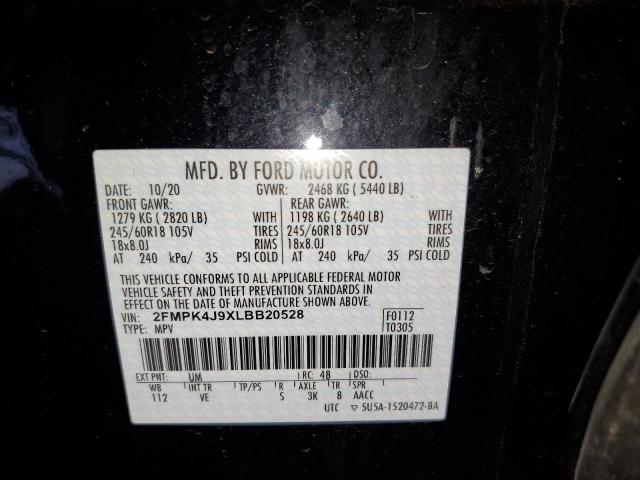 MFD. BY FORD MOTOR CO.
DATE: 10/20 GVWR: 2468 KG ( 5440 LB)
FRONT GAWR: REAR GAWR:
1279 KG ( 2820 LB) WITH 1198 KG ( 2640 LB) WITH
245/60R18 105V TIRES 245/60R18 105V TIRES
18x8.0J RIMS 18x8.0J RIMS
AT 240 kPa/ 35 PSI COLD AT 240 kPa/ 35 PSI COLD
THIS VEHICLE CONFORMS TO ALL APPLICABLE FEDERAL MOTOR
VEHICLE SAFETY AND THEFT PREVENTION STANDARDS IN
EFFECT ON THE DATE OF MANUFACTURE SHOWN ABOVE.
VIN: 2FMPK4J9XLBB20528 F0112
TYPE: MPV T0305
EXT PNT: UM RC: 48 DSO:
WB INT TR TP/PS R AXLE TR SPR
112 VE S 3K 8 AACC
UTC ▽ 5U5A-1520472-BA